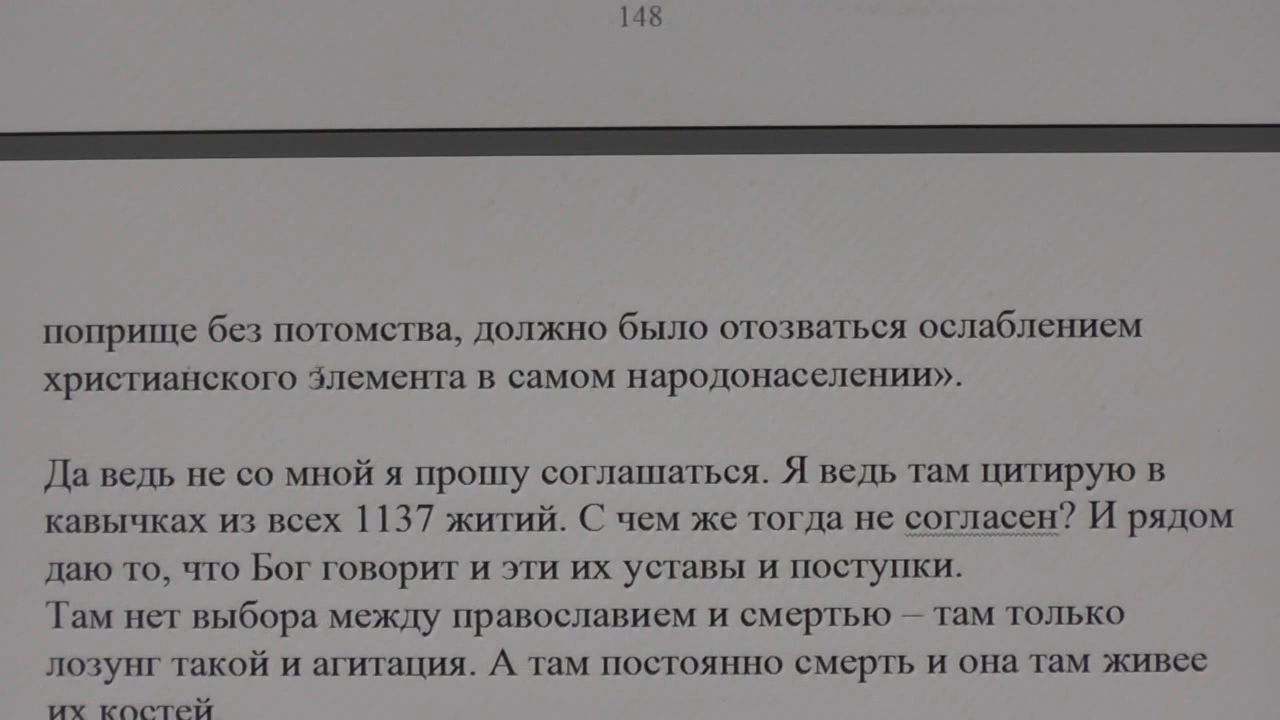 148
поприще без потомства, должно было отозваться ослаблением
христианского элемента в самом народонаселении».
Да ведь не со мной я прошу соглашаться. Я ведь там цитирую в
кавычках из всех 1137 житий. С чем же тогда не согласен? И рядом
даю то, что Бог говорит и эти их уставы и поступки.
Там нет выбора между православием и смертью – там только
лозунг такой и агитация. А там постоянно смерть и она там живее
их костей